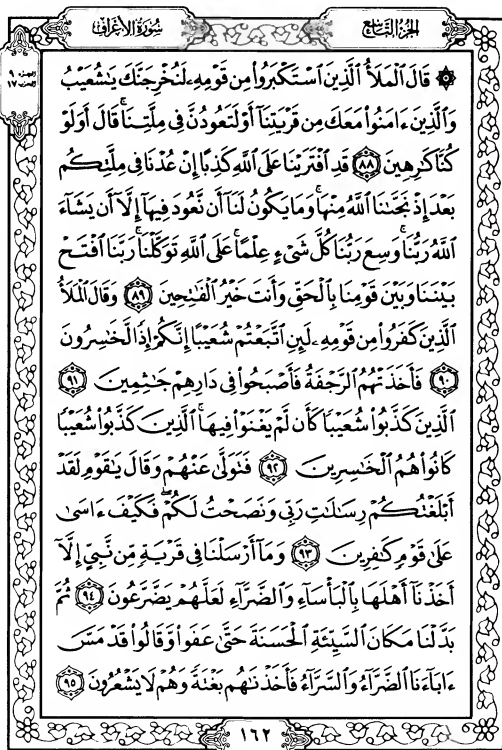 الجزء التاسع
سورة الأعراف
الجزء ٩
الحزب ١٧
۞ قَالَ ٱلْمَلَأُ ٱلَّذِينَ ٱسْتَكْبَرُوا۟ مِن قَوْمِهِۦ لَنُخْرِجَنَّكَ يَٰشُعَيْبُ
وَٱلَّذِينَ ءَامَنُوا۟ مَعَكَ مِن قَرْيَتِنَآ أَوْ لَتَعُودُنَّ فِى مِلَّتِنَا ۚ قَالَ أَوَلَوْ
كُنَّا كَٰرِهِينَ ٨٨ قَدِ ٱفْتَرَيْنَا عَلَى ٱللَّهِ كَذِبًا إِنْ عُدْنَا فِى مِلَّتِكُم
بَعْدَ إِذْ نَجَّىٰنَا ٱللَّهُ مِنْهَا ۚ وَمَا يَكُونُ لَنَآ أَن نَّعُودَ فِيهَآ إِلَّآ أَن يَشَآءَ
ٱللَّهُ رَبُّنَا ۚ وَسِعَ رَبُّنَا كُلَّ شَىْءٍ عِلْمًا ۚ عَلَى ٱللَّهِ تَوَكَّلْنَا ۚ رَبَّنَا ٱفْتَحْ
بَيْنَنَا وَبَيْنَ قَوْمِنَا بِٱلْحَقِّ وَأَنتَ خَيْرُ ٱلْفَٰتِحِينَ ٨٩ وَقَالَ ٱلْمَلَأُ
ٱلَّذِينَ كَفَرُوا۟ مِن قَوْمِهِۦ لَئِنِ ٱتَّبَعْتُمْ شُعَيْبًا إِنَّكُمْ إِذًا لَّخَٰسِرُونَ
٩٠ فَأَخَذَتْهُمُ ٱلرَّجْفَةُ فَأَصْبَحُوا۟ فِى دَارِهِمْ جَٰثِمِينَ ٩١
ٱلَّذِينَ كَذَّبُوا۟ شُعَيْبًا كَأَن لَّمْ يَغْنَوْا۟ فِيهَا ۚ ٱلَّذِينَ كَذَّبُوا۟ شُعَيْبًا
كَانُوا۟ هُمُ ٱلْخَٰسِرِينَ ٩٢ فَتَوَلَّىٰ عَنْهُمْ وَقَالَ يَٰقَوْمِ لَقَدْ
أَبْلَغْتُكُمْ رِسَٰلَٰتِ رَبِّى وَنَصَحْتُ لَكُمْ ۖ فَكَيْفَ ءَاسَىٰ
عَلَىٰ قَوْمٍ كَٰفِرِينَ ٩٣ وَمَآ أَرْسَلْنَا فِى قَرْيَةٍ مِّن نَّبِىٍّ إِلَّآ
أَخَذْنَآ أَهْلَهَا بِٱلْبَأْسَآءِ وَٱلضَّرَّآءِ لَعَلَّهُمْ يَضَّرَّعُونَ ٩٤ ثُمَّ
بَدَّلْنَا مَكَانَ ٱلسَّيِّئَةِ ٱلْحَسَنَةَ حَتَّىٰ عَفَوا۟ وَّقَالُوا۟ قَدْ مَسَّ
ءَابَآءَنَا ٱلضَّرَّآءُ وَٱلسَّرَّآءُ فَأَخَذْنَٰهُم بَغْتَةً وَهُمْ لَا يَشْعُرُونَ ٩٥
١٦٢